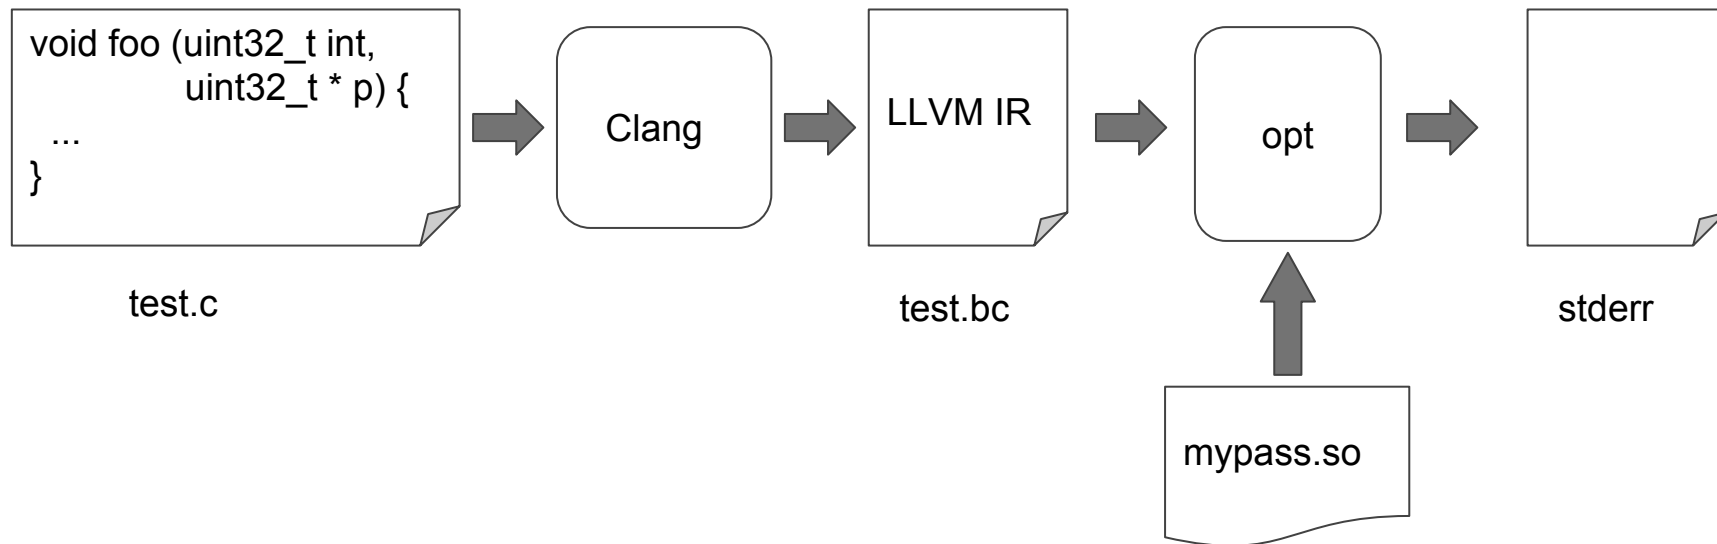 void foo (uint32_t int,
uint32_t * p) {
...
}
Clang
LLVM IR
opt
test.c
test.bc
stderr
mypass.so